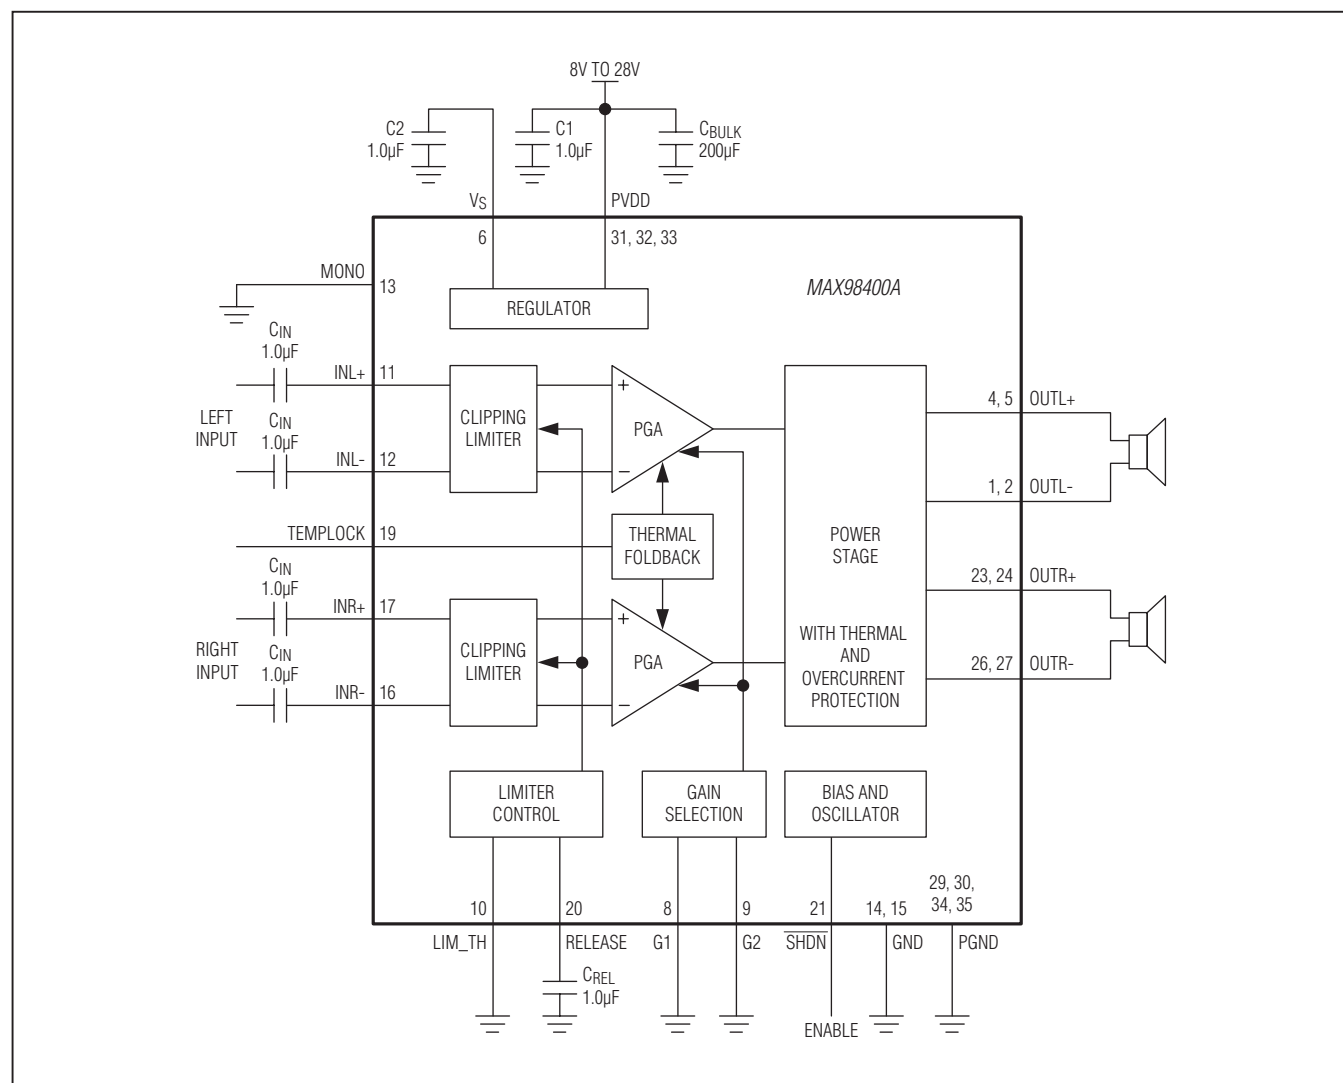 8V TO 28V
C2
1.0µF
C1
1.0µF
CBULK
200µF
VS
PVDD
6
31, 32, 33
MONO
13
MAX98400A
REGULATOR
CIN
1.0µF
INL+
11
LEFT
INPUT
CIN
1.0µF
INL-
12
CLIPPING
LIMITER
+
PGA
−
4, 5
OUTL+
1, 2
OUTL-
TEMPLOCK
19
THERMAL
FOLDBACK
POWER
STAGE
WITH THERMAL
AND
OVERCURRENT
PROTECTION
CIN
1.0µF
INR+
17
RIGHT
INPUT
CIN
1.0µF
INR-
16
CLIPPING
LIMITER
+
PGA
−
23, 24
OUTR+
26, 27
OUTR-
LIMITER
CONTROL
GAIN
SELECTION
BIAS AND
OSCILLATOR
10
20
8
9
21
14, 15
29, 30,
34, 35
LIM_TH
RELEASE
G1
G2
SHDN
GND
PGND
CREL
1.0µF
ENABLE